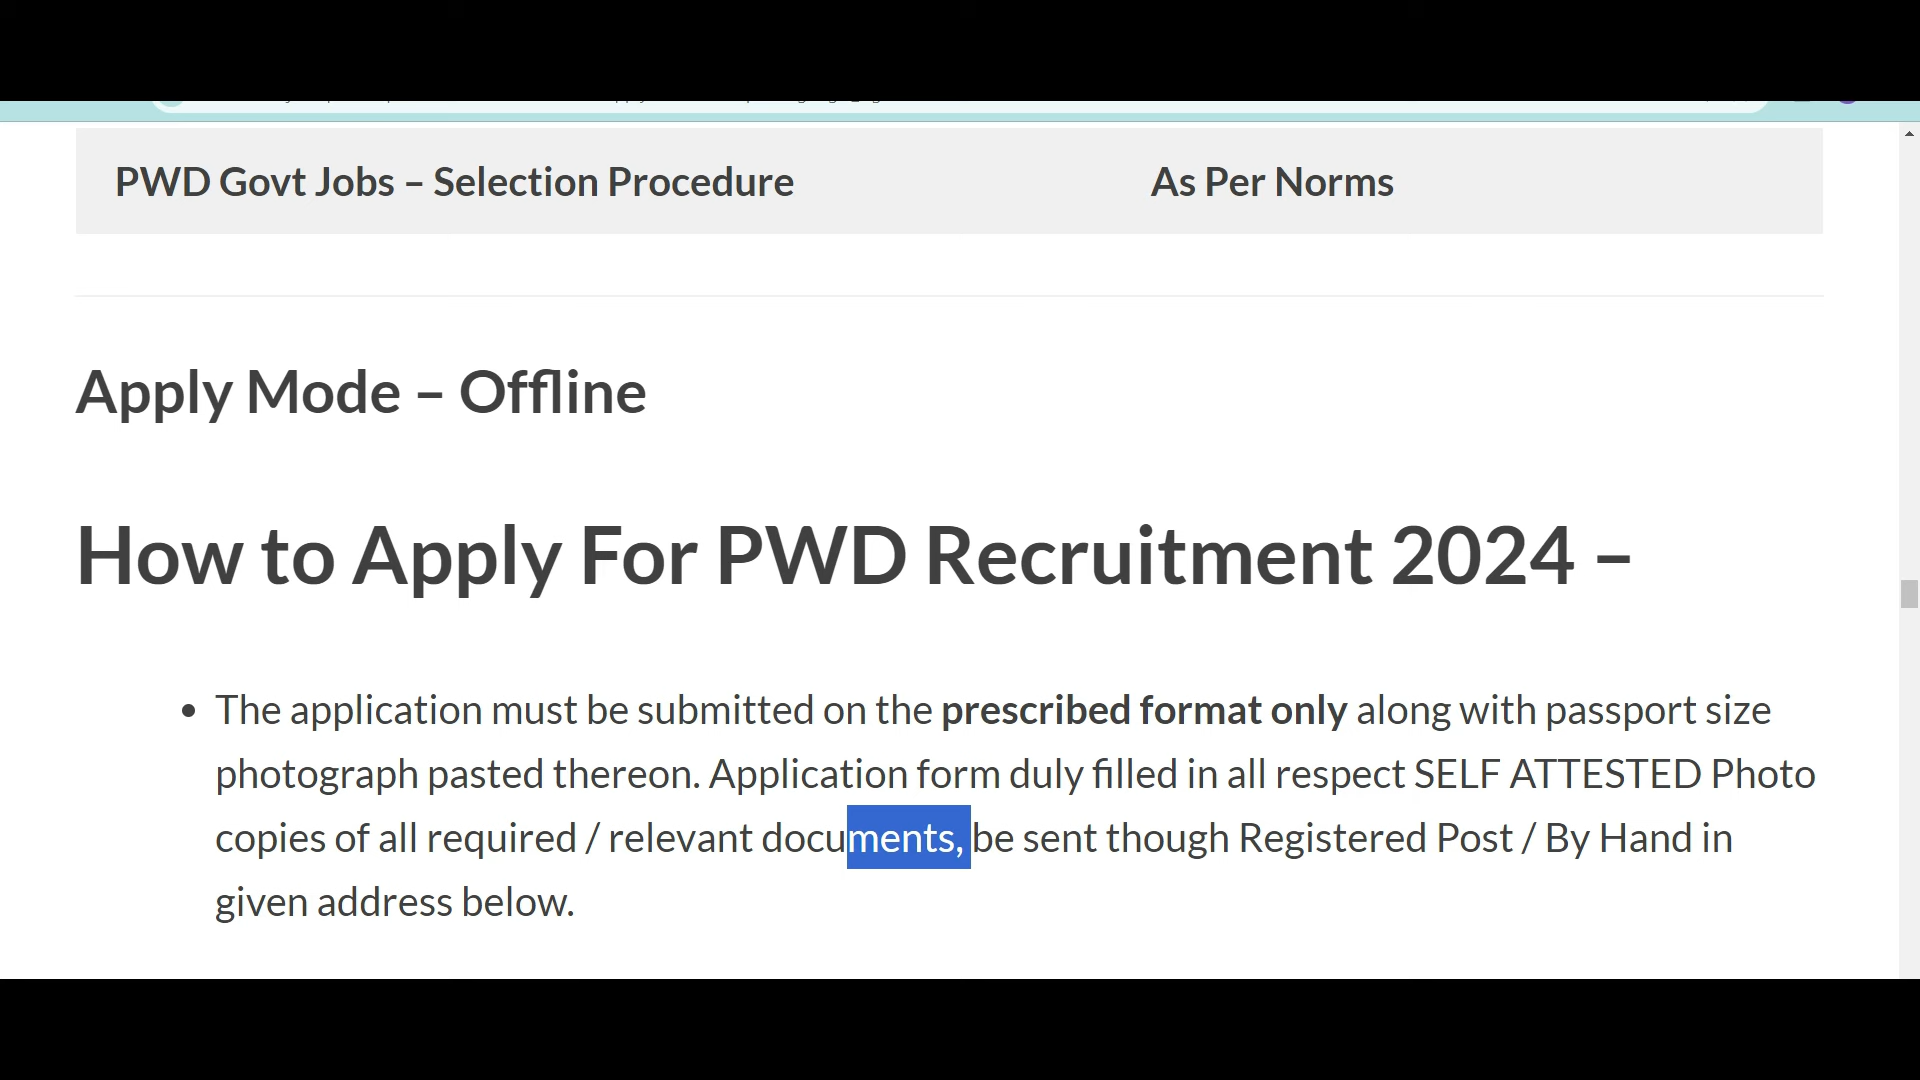 PWD Govt Jobs – Selection Procedure As Per Norms
Apply Mode – Offline
How to Apply For PWD Recruitment 2024 –
• The application must be submitted on the prescribed format only along with passport size
photograph pasted thereon. Application form duly filled in all respect SELF ATTESTED Photo
copies of all required / relevant documents, be sent though Registered Post / By Hand in
given address below.